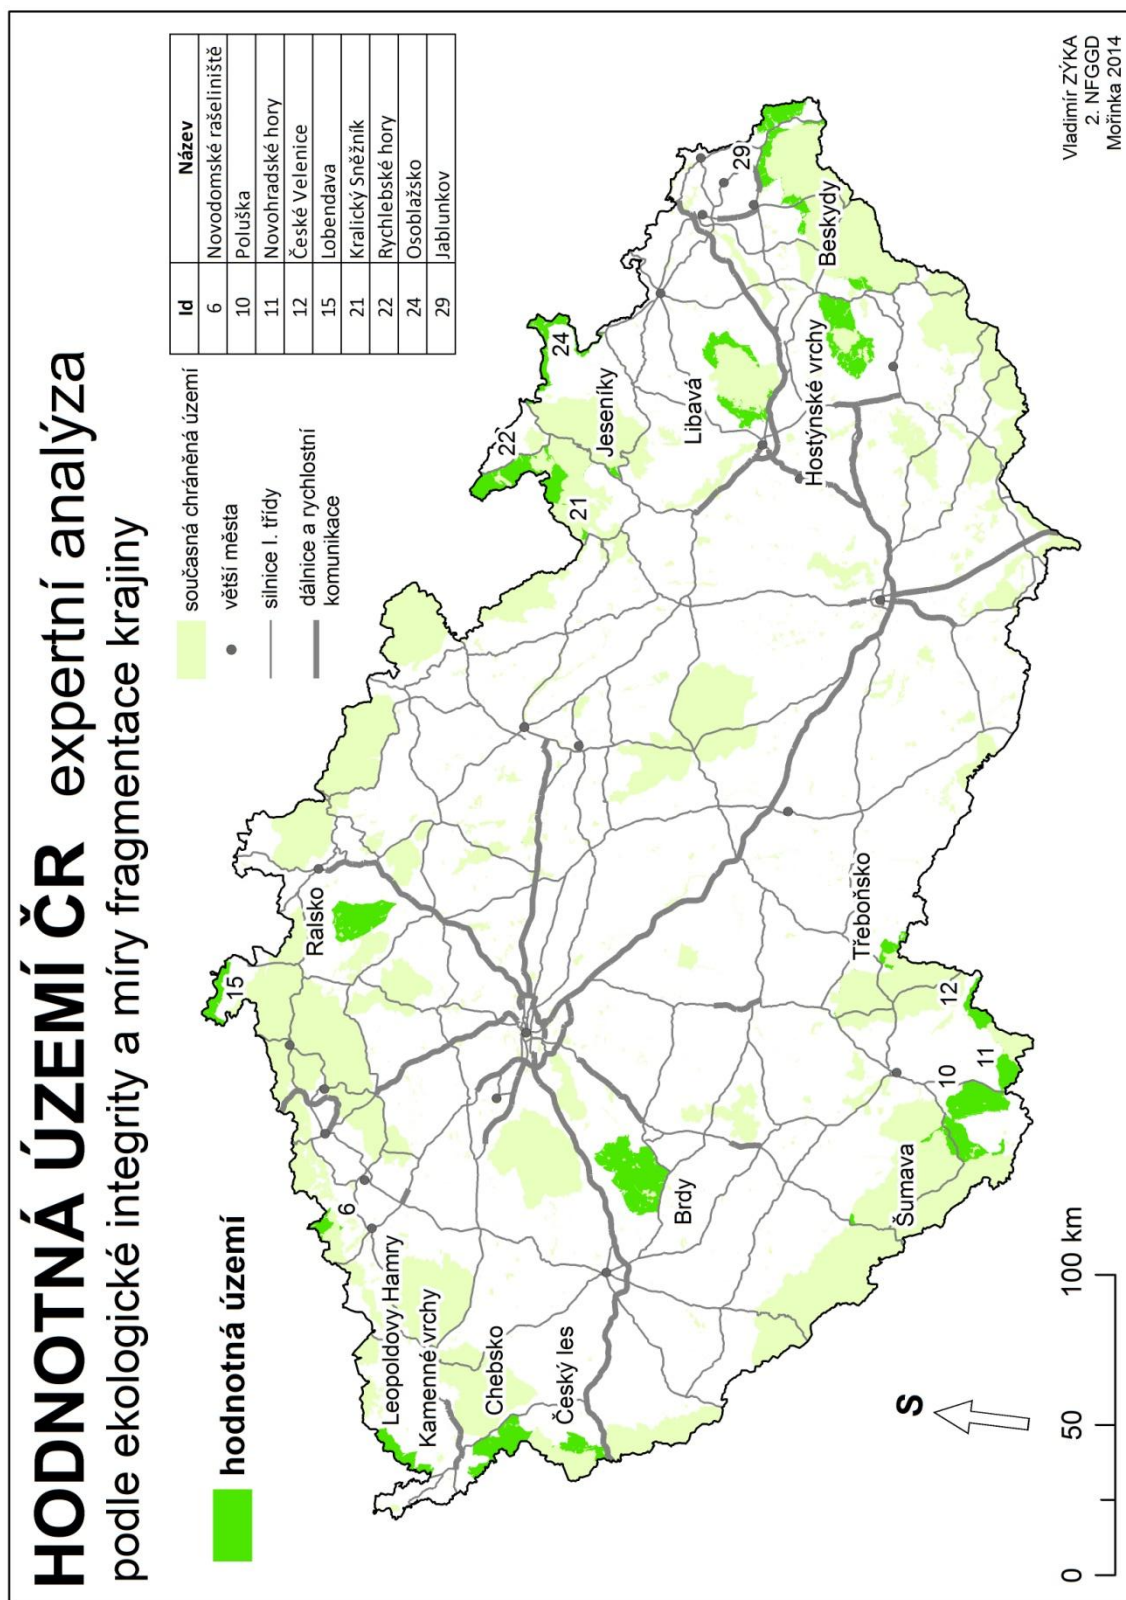 HODNOTNÁ ÚZEMÍ ČR expertní analýza
podle ekologické integrity a míry fragmentace krajiny
hodnotná území
současná chráněná území
větší města
silnice I. třídy
dálnice a rychlostní
komunikace
Id Název
6 Novodomské rašeliniště
10 Poluška
11 Novohradské hory
12 České Velenice
15 Lobendava
21 Kralický Sněžník
22 Rychlebské hory
24 Osoblažsko
29 Jablunkov
15
Ralsko
6
Leopoldovy Hamry
Kamenné vrchy
Chebsko
Český les
Brdy
Šumava
10
11
12
Třeboňsko
22
21
24
Jeseníky
Libavá
Hostýnské vrchy
Beskydy
29
S
0 50 100 km
Vladimír ZÝKA
2. NFGGD
Mořinka 2014